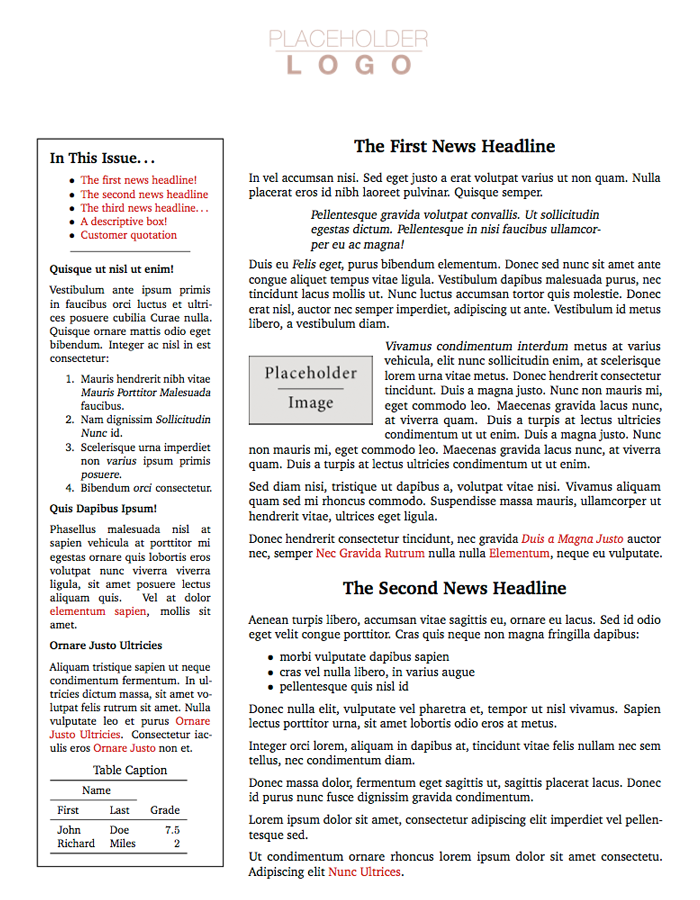 PLACEHOLDER
LOGO
In This Issue...
• The first news headline!
• The second news headline
• The third news headline...
• A descriptive box!
• Customer quotation
Quisque ut nisl ut enim!
Vestibulum ante ipsum primis
in faucibus orci luctus et ultri-
ces posuere cubilia Curae nulla.
Quisque ornare mattis odio eget
bibendum. Integer ac nisl in est
consectetur:
1. Mauris hendrerit nibh vitae
Mauris Porttitor Malesuada
faucibus.
2. Nam dignissim Sollicitudin
Nunc id.
3. Scelerisque urna imperdiet
non varius ipsum primis
posuere.
4. Bibendum orci consectetur.
Quis Dapibus Ipsum!
Phasellus malesuada nisl at
sapien vehicula at porttitor mi
egestas ornare quis lobortis eros
volutpat nunc viverra viverra
ligula, sit amet posuere lectus
aliquam quis. Vel at dolor
elementum sapien, mollis sit
amet.
Ornare Justo Ultricies
Aliquam tristique sapien ut neque
condimentum fermentum. In ul-
tricies dictum massa, sit amet vo-
lutpat felis rutrum sit amet. Nulla
vulputate leo et purus Ornare
Justo Ultricies. Consectetur iac-
ulis eros Ornare Justo non et.
Table Caption
Name
First Last Grade
John Doe 7.5
Richard Miles 2
The First News Headline
In vel accumsan nisi. Sed eget justo a erat volutpat varius ut non quam. Nulla
placerat eros id nibh laoreet pulvinar. Quisque semper.
Pellentesque gravida volutpat convallis. Ut sollicitudin
egestas dictum. Pellentesque in nisi faucibus ullamcor-
per eu ac magna!
Duis eu Felis eget, purus bibendum elementum. Donec sed nunc sit amet ante
congue aliquet tempus vitae ligula. Vestibulum dapibus malesuada purus, nec
tincidunt lacus mollis ut. Nunc luctus accumsan tortor quis molestie. Donec
erat nisl, auctor nec semper imperdiet, adipiscing ut ante. Vestibulum id metus
libero, a vestibulum diam.
Placeholder
Image
Vivamus condimentum interdum metus at varius
vehicula, elit nunc sollicitudin enim, at scelerisque
lorem urna vitae metus. Donec hendrerit consectetur
tincidunt. Duis a magna justo. Nunc non mauris mi,
eget commodo leo. Maecenas gravida lacus nunc,
at viverra quam. Duis a turpis at lectus ultricies
condimentum ut ut enim. Duis a magna justo. Nunc
non mauris mi, eget commodo leo. Maecenas gravida lacus nunc, at viverra
quam. Duis a turpis at lectus ultricies condimentum ut ut enim.
Sed diam nisi, tristique ut dapibus a, volutpat vitae nisi. Vivamus aliquam
quam sed mi rhoncus commodo. Suspendisse massa mauris, ullamcorper ut
hendrerit vitae, ultrices eget ligula.
Donec hendrerit consectetur tincidunt, nec gravida Duis a Magna Justo auctor
nec, semper Nec Gravida Rutrum nulla nulla Elementum, neque eu vulputate.
The Second News Headline
Aenean turpis libero, accumsan vitae sagittis eu, ornare eu lacus. Sed id odio
eget velit congue porttitor. Cras quis neque non magna fringilla dapibus:
• morbi vulputate dapibus sapien
• cras vel nulla libero, in varius augue
• pellentesque quis nisl id
Donec nulla elit, vulputate vel pharetra et, tempor ut nisl vivamus. Sapien
lectus porttitor urna, sit amet lobortis odio eros at metus.
Integer orci lorem, aliquam in dapibus at, tincidunt vitae felis nullam nec sem
tellus, nec condimentum diam.
Donec massa dolor, fermentum eget sagittis ut, sagittis placerat lacus. Donec
id purus nunc fusce dignissim gravida condimentum.
Lorem ipsum dolor sit amet, consectetur adipiscing elit imperdiet vel pellen-
tesque sed.
Ut condimentum ornare rhoncus lorem ipsum dolor sit amet consectetu.
Adipiscing elit Nunc Ultrices.